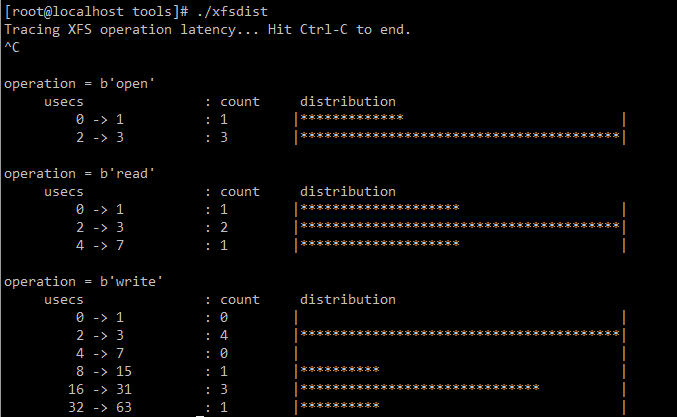 [root@localhost tools]# ./xfsdist
Tracing XFS operation latency... Hit Ctrl-C to end.
^C
operation = b'open'
     usecs               : count     distribution
         0 -> 1          : 1        |*************                           |
         2 -> 3          : 3        |****************************************|
operation = b'read'
     usecs               : count     distribution
         0 -> 1          : 1        |********************                    |
         2 -> 3          : 2        |****************************************|
         4 -> 7          : 1        |********************                    |
operation = b'write'
     usecs               : count     distribution
         0 -> 1          : 0        |                                        |
         2 -> 3          : 4        |****************************************|
         4 -> 7          : 0        |                                        |
         8 -> 15         : 1        |**********                              |
        16 -> 31         : 3        |******************************          |
        32 -> 63         : 1        |**********                              |